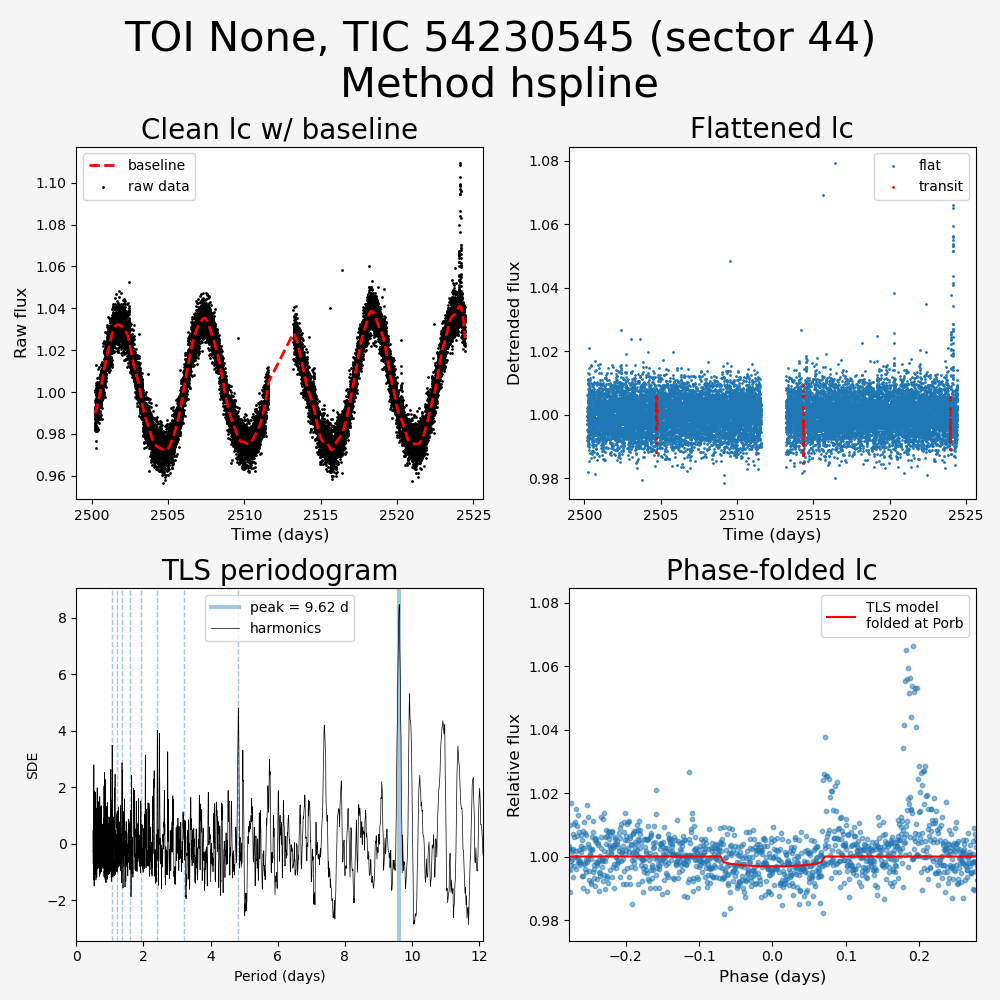 TOI None, TIC 54230545 (sector 44)
Method hspline
Clean lc w/ baseline
baseline
raw data
1.10
1.08
1.06
1.04
1.02
1.00
0.98
0.96
Raw flux
2500
2505
2510
2515
2520
2525
Time (days)
Flattened lc
flat
transit
1.08
1.06
1.04
1.02
1.00
0.98
Detrended flux
2500
2505
2510
2515
2520
2525
Time (days)
TLS periodogram
peak = 9.62 d
harmonics
8
6
4
2
0
−2
SDE
0
2
4
6
8
10
12
Period (days)
Phase-folded lc
TLS model
folded at Porb
1.08
1.06
1.04
1.02
1.00
0.98
Relative flux
−0.2
−0.1
0.0
0.1
0.2
Phase (days)